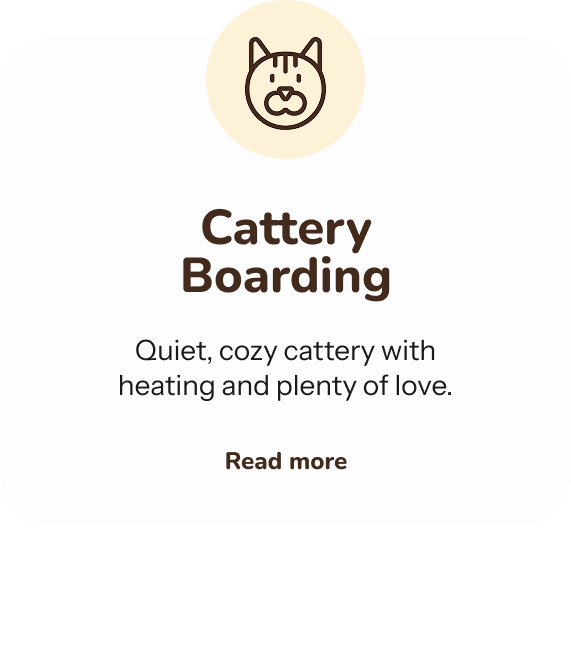 Cattery
Boarding
Quiet, cozy cattery with
heating and plenty of love.
Read more